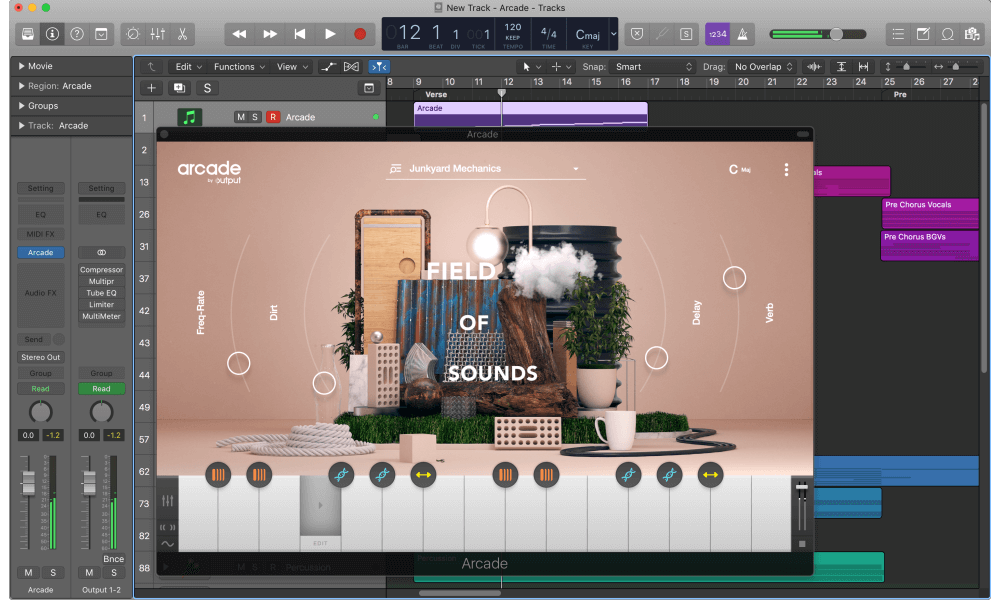 New Track - Arcade - Tracks
012 1 1 001
BAR BEAT DIV TICK
120
KEEP
TEMPO
4/4
TIME
Cmaj
KEY
S
1234
Movie
Region: Arcade
Groups
Track: Arcade
Edit Functions View
Snap: Smart
Drag: No Overlap
S
8 9 10 11 12 13 14 15 16 17 18 19 20 21 22 23 24 25 26 27
Verse
Pre
1
M S R Arcade
Arcade
Arcade
2
13
26
31
37
42
43
44
49
57
62
73
82
88
Pre Chorus Vocals
Pre Chorus BGVs
arcade
by output
Junkyard Mechanics
C Maj
FIELD
OF
SOUNDS
Freq-Rate
Dirt
Delay
Verb
EDIT
Arcade
M S R Percussion
Percussion
Setting
Setting
EQ
EQ
MIDI FX
Arcade
Audio FX
Compressor
Multipr
Tube EQ
Limiter
MultiMeter
Send
Stereo Out
Group
Group
Read
Read
0.0 -1.2
0.0 -1.2
Bnce
M S
M S
Arcade
Output 1-2